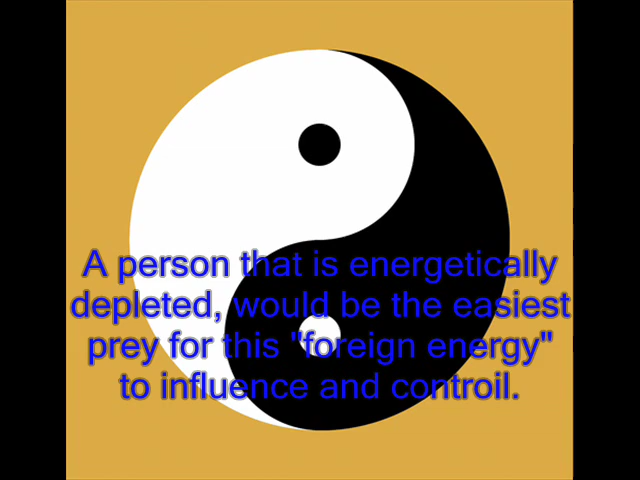 A person that is energetically
depleted, would be the easiest
prey for this "foreign energy"
to influence and controil.